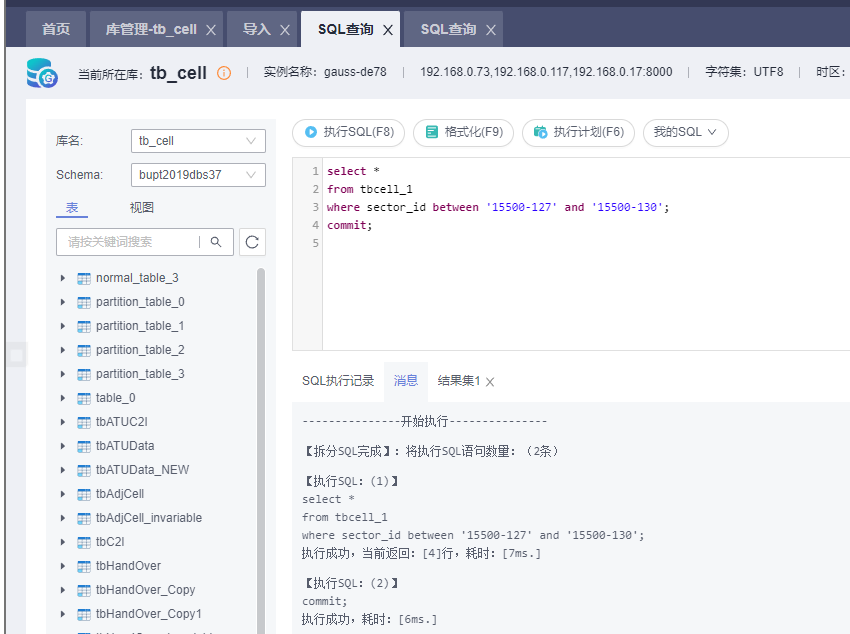 首页 库管理-tb_cell 导入 SQL查询 SQL查询
当前所在库: tb_cell 实例名称: gauss-de78 192.168.0.73,192.168.0.117,192.168.0.17:8000 字符集: UTF8 时区:
库名: tb_cell
Schema: bupt2019dbs37
表 视图
请按关键词搜索
normal_table_3
partition_table_0
partition_table_1
partition_table_2
partition_table_3
table_0
tbATUC2I
tbATUData
tbATUData_NEW
tbAdjCell
tbAdjCell_invariable
tbC2I
tbHandOver
tbHandOver_Copy
tbHandOver_Copy1
执行SQL(F8) 格式化(F9) 执行计划(F6) 我的SQL
1 select *
2 from tbcell_1
3 where sector_id between '15500-127' and '15500-130';
4 commit;
5
SQL执行记录 消息 结果集1
---------------开始执行---------------
【拆分SQL完成】: 将执行SQL语句数量: (2条)
【执行SQL: (1)】
select *
from tbcell_1
where sector_id between '15500-127' and '15500-130';
执行成功, 当前返回: [4]行, 耗时: [7ms.]
【执行SQL: (2)】
commit;
执行成功, 耗时: [6ms.]